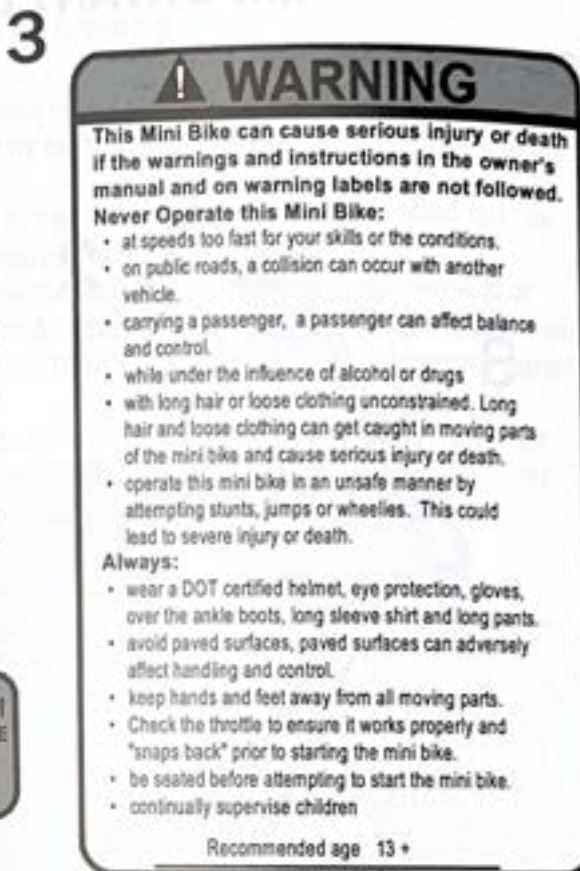 3
WARNING
This Mini Bike can cause serious injury or death
if the warnings and instructions in the owner's
manual and on warning labels are not followed.
Never Operate this Mini Bike:
• at speeds too fast for your skills or the conditions.
• on public roads, a collision can occur with another
vehicle.
• carrying a passenger, a passenger can affect balance
and control.
• while under the influence of alcohol or drugs
• with long hair or loose clothing unconstrained. Long
hair and loose clothing can get caught in moving parts
of the mini bike and cause serious injury or death.
• operate this mini bike in an unsafe manner by
attempting stunts, jumps or wheelies. This could
lead to severe injury or death.
Always:
• wear a DOT certified helmet, eye protection, gloves,
over the ankle boots, long sleeve shirt and long pants.
• avoid paved surfaces, paved surfaces can adversely
affect handling and control.
• keep hands and feet away from all moving parts.
• Check the throttle to ensure it works properly and
"snaps back" prior to starting the mini bike.
• be seated before attempting to start the mini bike.
• continually supervise children
Recommended age 13 +